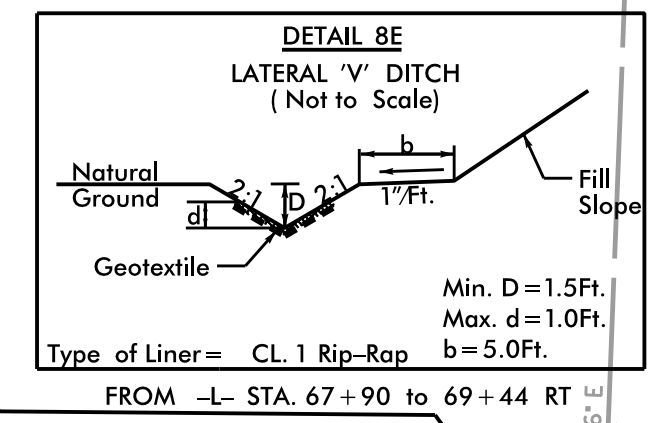 DETAIL 8E
LATERAL 'V' DITCH
( Not to Scale)
b
Natural
Ground
2:1
D
2:1
1"/Ft.
Fill
Slope
d
Geotextile
Min. D=1.5Ft.
Max. d=1.0Ft.
Type of Liner= CL. 1 Rip-Rap
b=5.0Ft.
FROM -L- STA. 67+90 to 69+44 RT